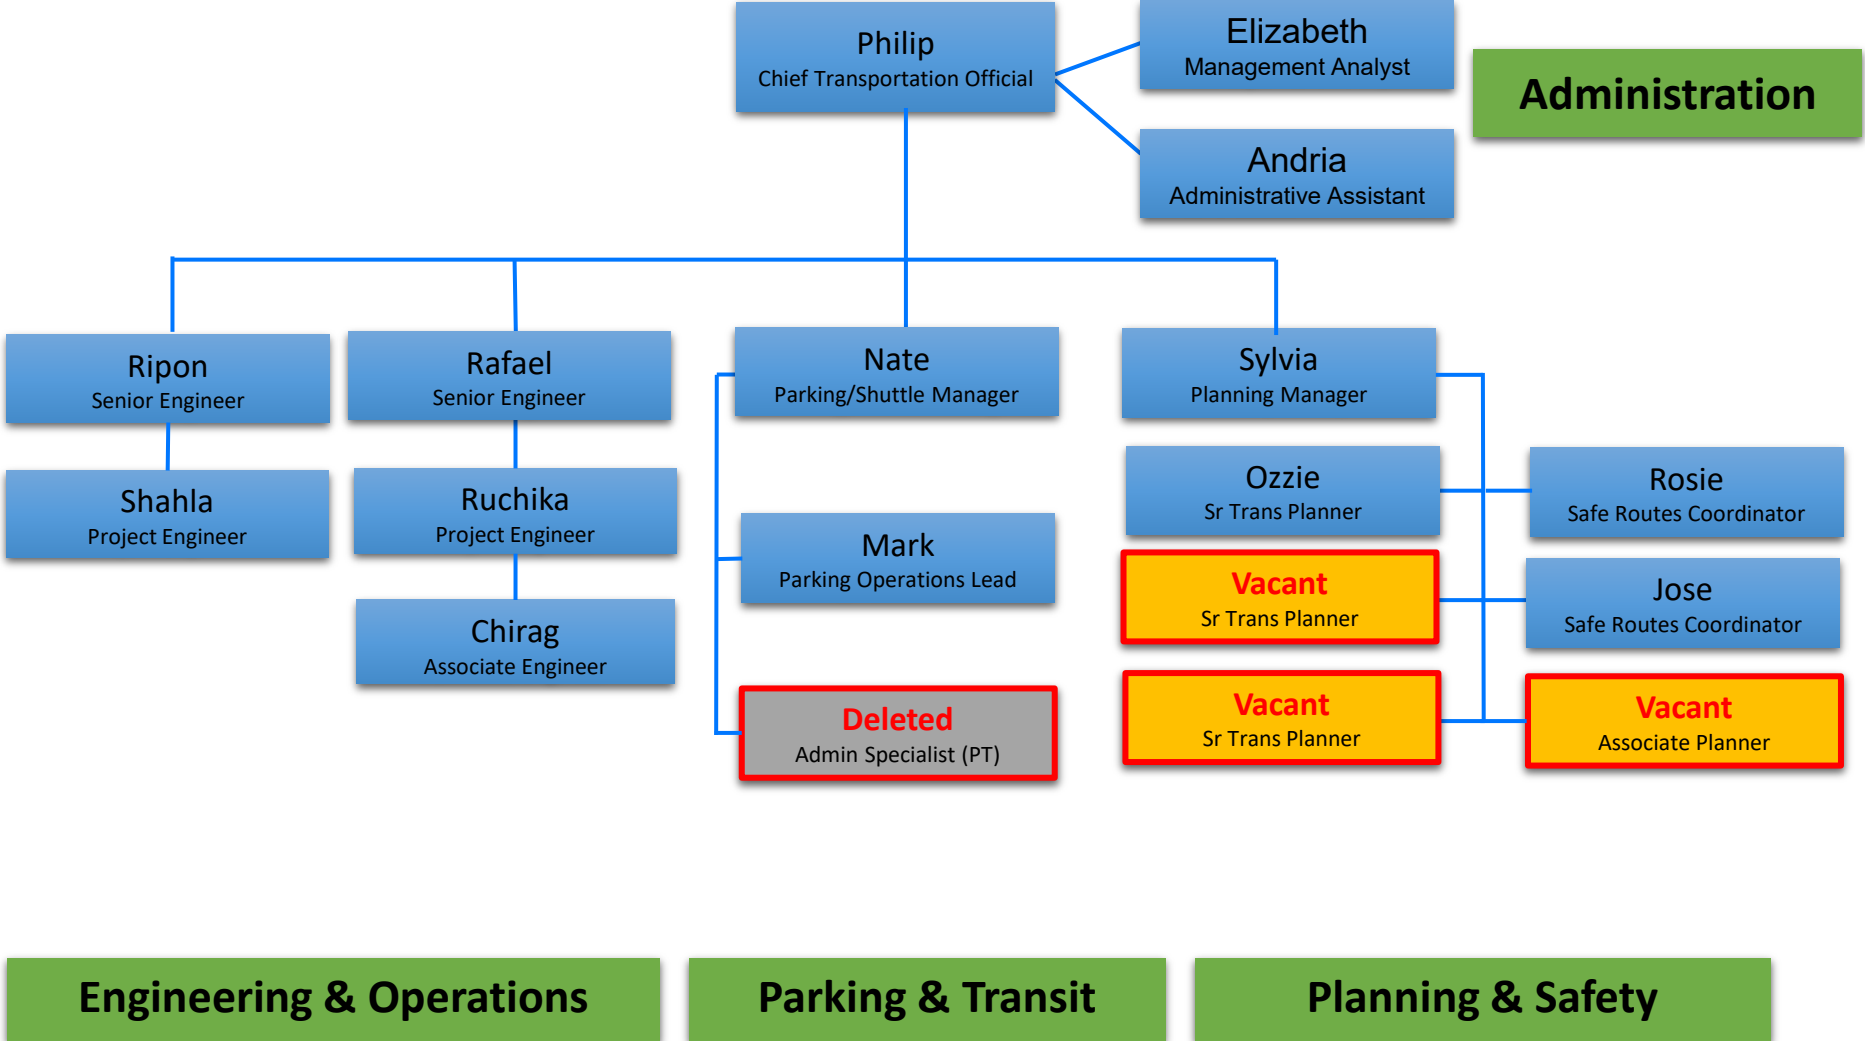 Philip
Chief Transportation Official
Elizabeth
Management Analyst
Administration
Andria
Administrative Assistant
Ripon
Senior Engineer
Rafael
Senior Engineer
Nate
Parking/Shuttle Manager
Sylvia
Planning Manager
Shahla
Project Engineer
Ruchika
Project Engineer
Chirag
Associate Engineer
Mark
Parking Operations Lead
Deleted
Admin Specialist (PT)
Ozzie
Sr Trans Planner
Rosie
Safe Routes Coordinator
Vacant
Sr Trans Planner
Jose
Safe Routes Coordinator
Vacant
Sr Trans Planner
Vacant
Associate Planner
Engineering & Operations
Parking & Transit
Planning & Safety